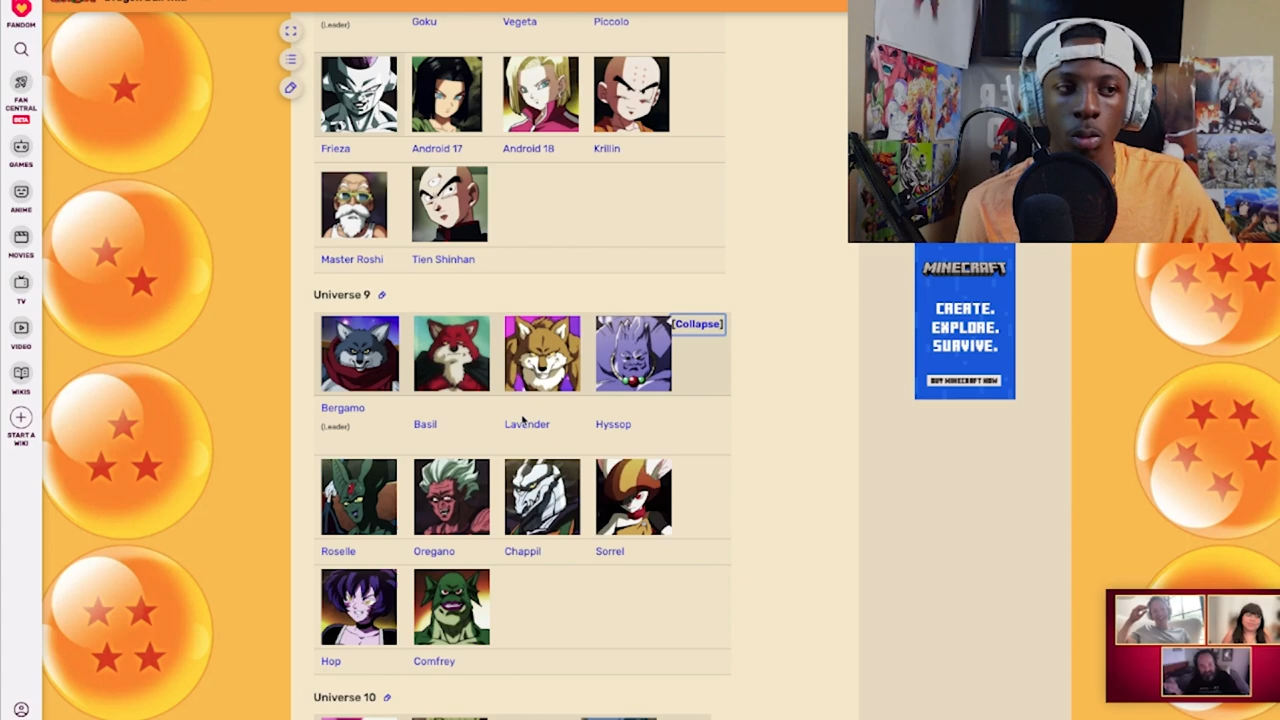 FANDOM
FAN
CENTRAL
BETA
GAMES
ANIME
MOVIES
TV
VIDEO
WIKIS
START A
WIKI
(Leader)
Goku
Vegeta
Piccolo
Frieza
Android 17
Android 18
Krillin
Master Roshi
Tien Shinhan
Universe 9
[Collapse]
Bergamo
(Leader)
Basil
Lavender
Hyssop
Roselle
Oregano
Chappil
Sorrel
Hop
Comfrey
Universe 10
MINECRAFT
CREATE.
EXPLORE.
SURVIVE.
BUY MINECRAFT NOW